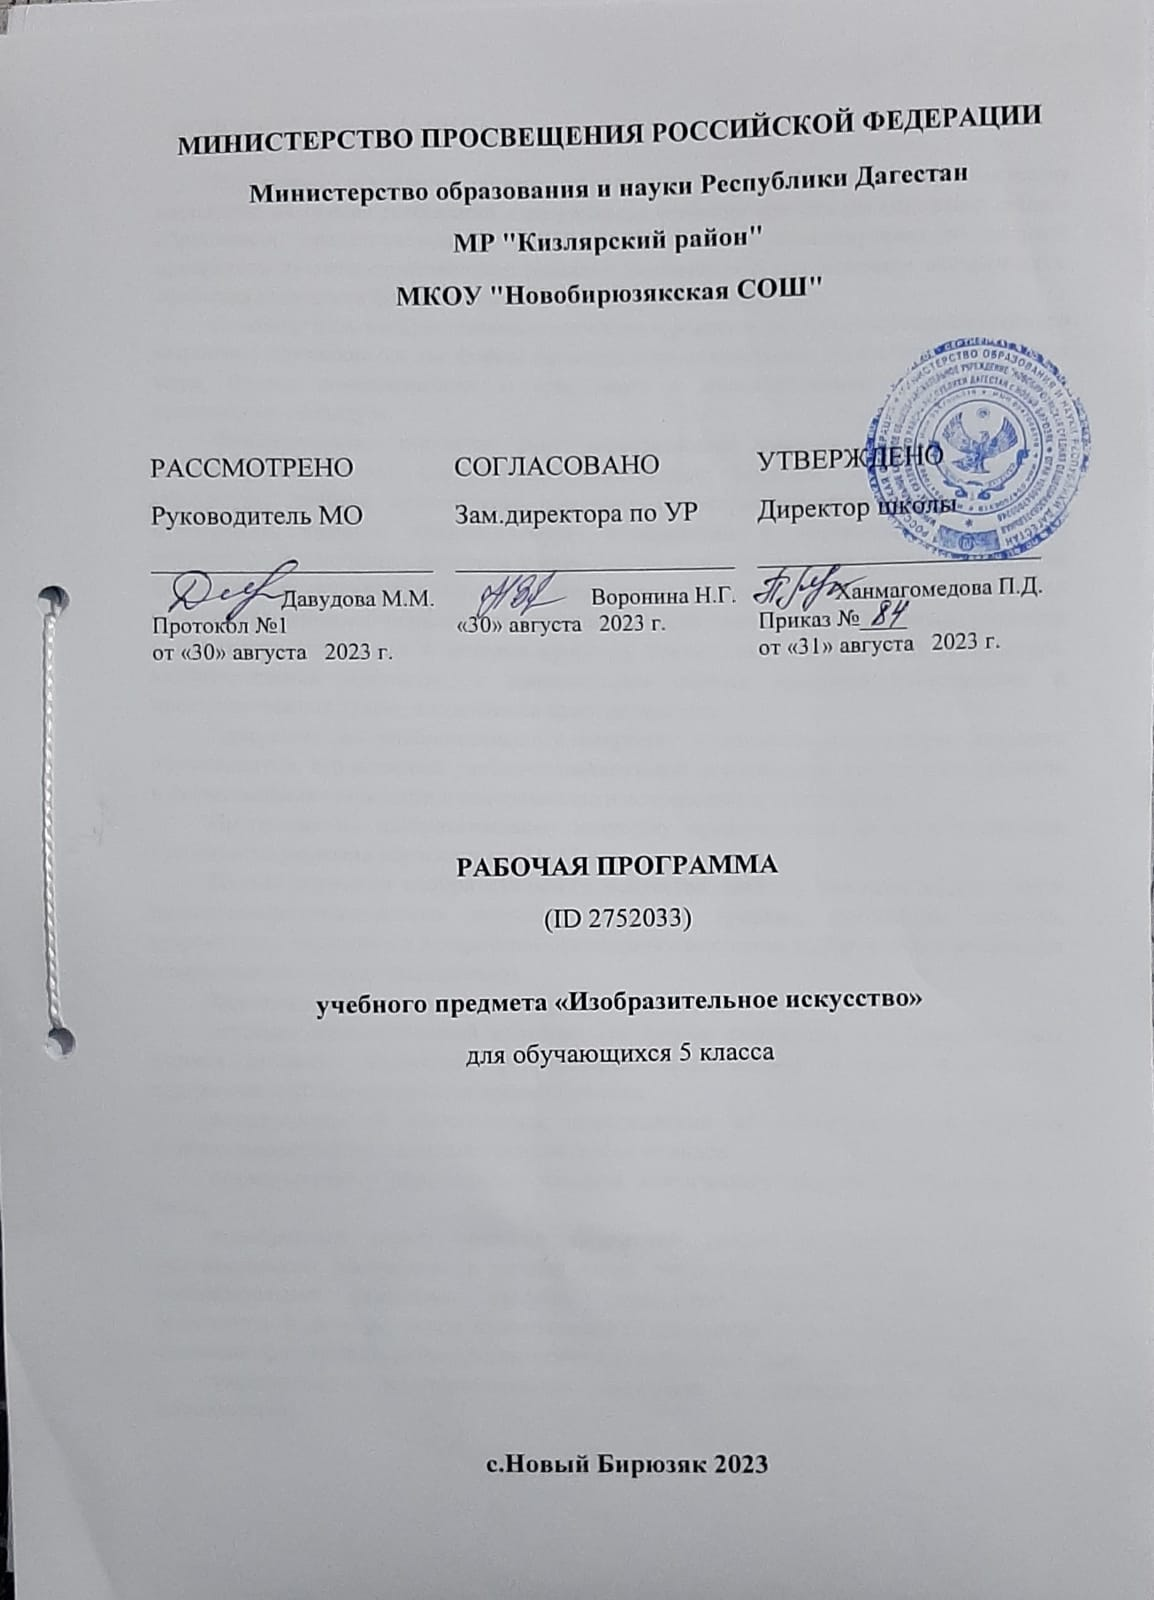 МИНИСТЕРСТВО ПРОСВЕЩЕНИЯ РОССИЙСКОЙ ФЕДЕРАЦИИ
Министерство образования и науки Республики Дагестан
МР "Кизлярский район"
МКОУ "Новобирюзякская СОШ"
РАССМОТРЕНО
Руководитель МО
Давудова М.М.
Протокол №1
от «30» августа 2023 г.
СОГЛАСОВАНО
Зам.директора по УР
Воронина Н.Г.
«30» августа 2023 г.
УТВЕРЖДЕНО
Директор школы
Ханмагомедова П.Д.
Приказ № 84
от «31» августа 2023 г.
РАБОЧАЯ ПРОГРАММА
(ID 2752033)
учебного предмета «Изобразительное искусство»
для обучающихся 5 класса
с.Новый Бирюзяк 2023